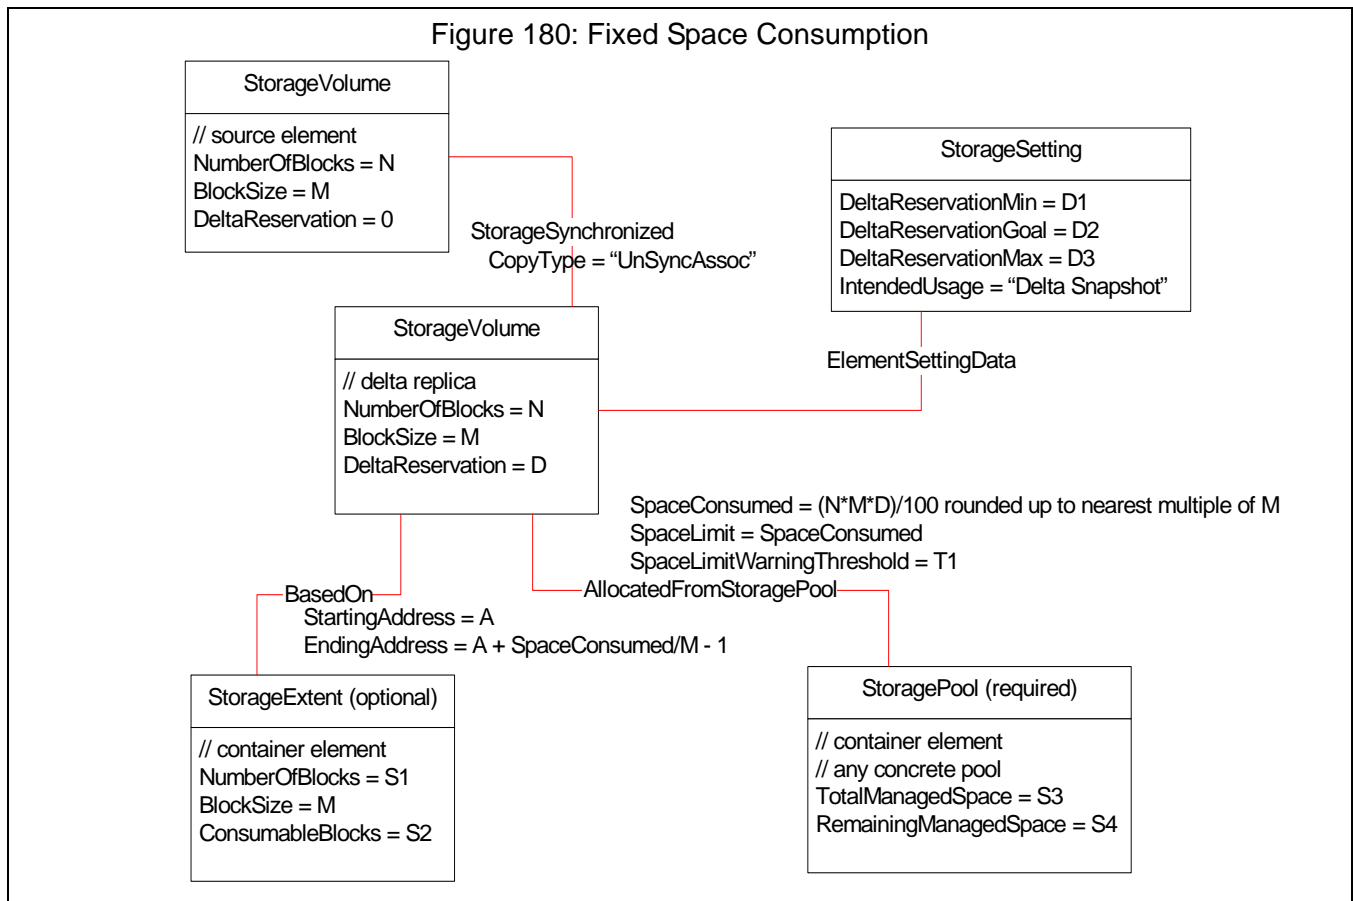 Figure 180: Fixed Space Consumption
StorageVolume
// source element
NumberOfBlocks = N
BlockSize = M
DeltaReservation = 0
StorageSetting
DeltaReservationMin = D1
DeltaReservationGoal = D2
DeltaReservationMax = D3
IntendedUsage = “Delta Snapshot”
StorageSynchronized
CopyType = “UnSyncAssoc”
StorageVolume
// delta replica
NumberOfBlocks = N
BlockSize = M
DeltaReservation = D
ElementSettingData
SpaceConsumed = (N*M*D)/100 rounded up to nearest multiple of M
SpaceLimit = SpaceConsumed
SpaceLimitWarningThreshold = T1
AllocatedFromStoragePool
BasedOn
StartingAddress = A
EndingAddress = A + SpaceConsumed/M - 1
StorageExtent (optional)
// container element
NumberOfBlocks = S1
BlockSize = M
ConsumableBlocks = S2
StoragePool (required)
// container element
// any concrete pool
TotalManagedSpace = S3
RemainingManagedSpace = S4